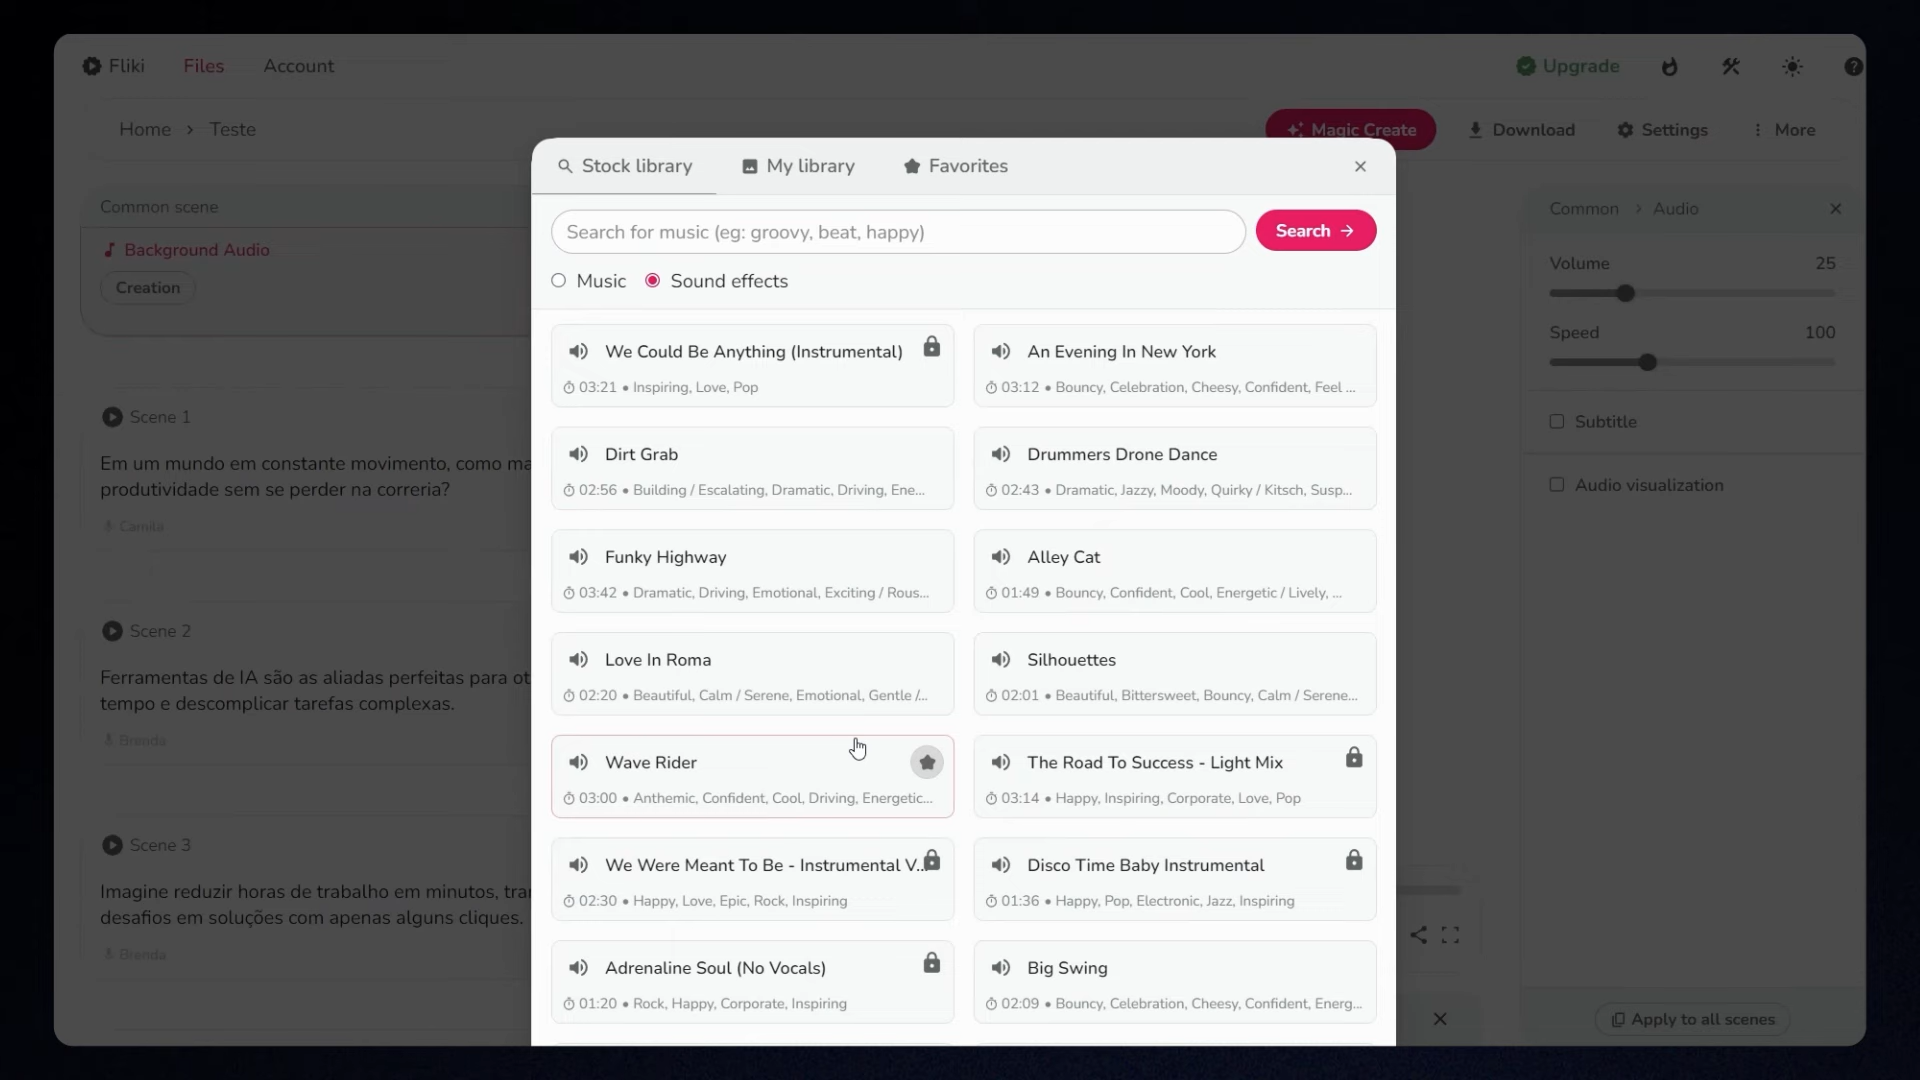 Fliki
Files
Account
Upgrade
Home > Teste
Magic Create
Download
Settings
More
Stock library
My library
Favorites
Common scene
Background Audio
Creation
Search for music (eg: groovy, beat, happy)
Search →
Music
Sound effects
Common > Audio
Volume 25
Speed 100
Subtitle
Audio visualization
We Could Be Anything (Instrumental)
03:21 • Inspiring, Love, Pop
An Evening In New York
03:12 • Bouncy, Celebration, Cheesy, Confident, Feel ...
Dirt Grab
02:56 • Building / Escalating, Dramatic, Driving, Ene...
Drummers Drone Dance
02:43 • Dramatic, Jazzy, Moody, Quirky / Kitsch, Susp...
Funky Highway
03:42 • Dramatic, Driving, Emotional, Exciting / Rous...
Alley Cat
01:49 • Bouncy, Confident, Cool, Energetic / Lively, ...
Love In Roma
02:20 • Beautiful, Calm / Serene, Emotional, Gentle /...
Silhouettes
02:01 • Beautiful, Bittersweet, Bouncy, Calm / Serene...
Wave Rider
03:00 • Anthemic, Confident, Cool, Driving, Energetic...
The Road To Success - Light Mix
03:14 • Happy, Inspiring, Corporate, Love, Pop
We Were Meant To Be - Instrumental V...
02:30 • Happy, Love, Epic, Rock, Inspiring
Disco Time Baby Instrumental
01:36 • Happy, Pop, Electronic, Jazz, Inspiring
Adrenaline Soul (No Vocals)
01:20 • Rock, Happy, Corporate, Inspiring
Big Swing
02:09 • Bouncy, Celebration, Cheesy, Confident, Energ...
Scene 1
Em um mundo em constante movimento, como ma
produtividade sem se perder na correria?
Camila
Scene 2
Ferramentas de IA são as aliadas perfeitas para ot
tempo e descomplicar tarefas complexas.
Brenda
Scene 3
Imagine reduzir horas de trabalho em minutos, tra
desafios em soluções com apenas alguns cliques.
Brenda
Apply to all scenes